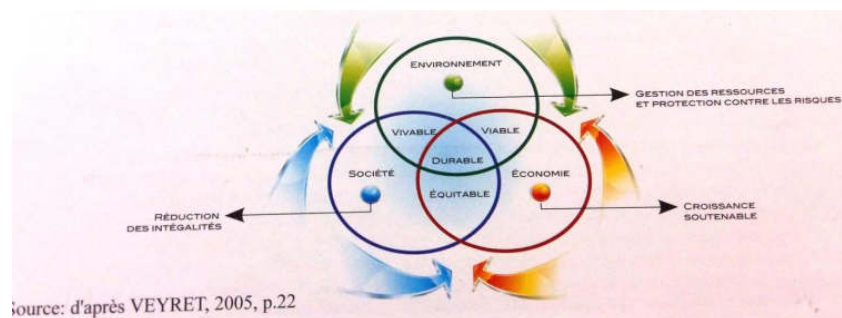 ENVIRONNEMENT
GESTION DES RESSOURCES
ET PROTECTION CONTRE LES RISQUES
VIVABLE
VIABLE
DURABLE
SOCIÉTÉ
ÉCONOMIE
ÉQUITABLE
RÉDUCTION
DES INTÉGALITÉS
CROISSANCE
SOUTENABLE
Source: d'après VEYRET, 2005, p.22